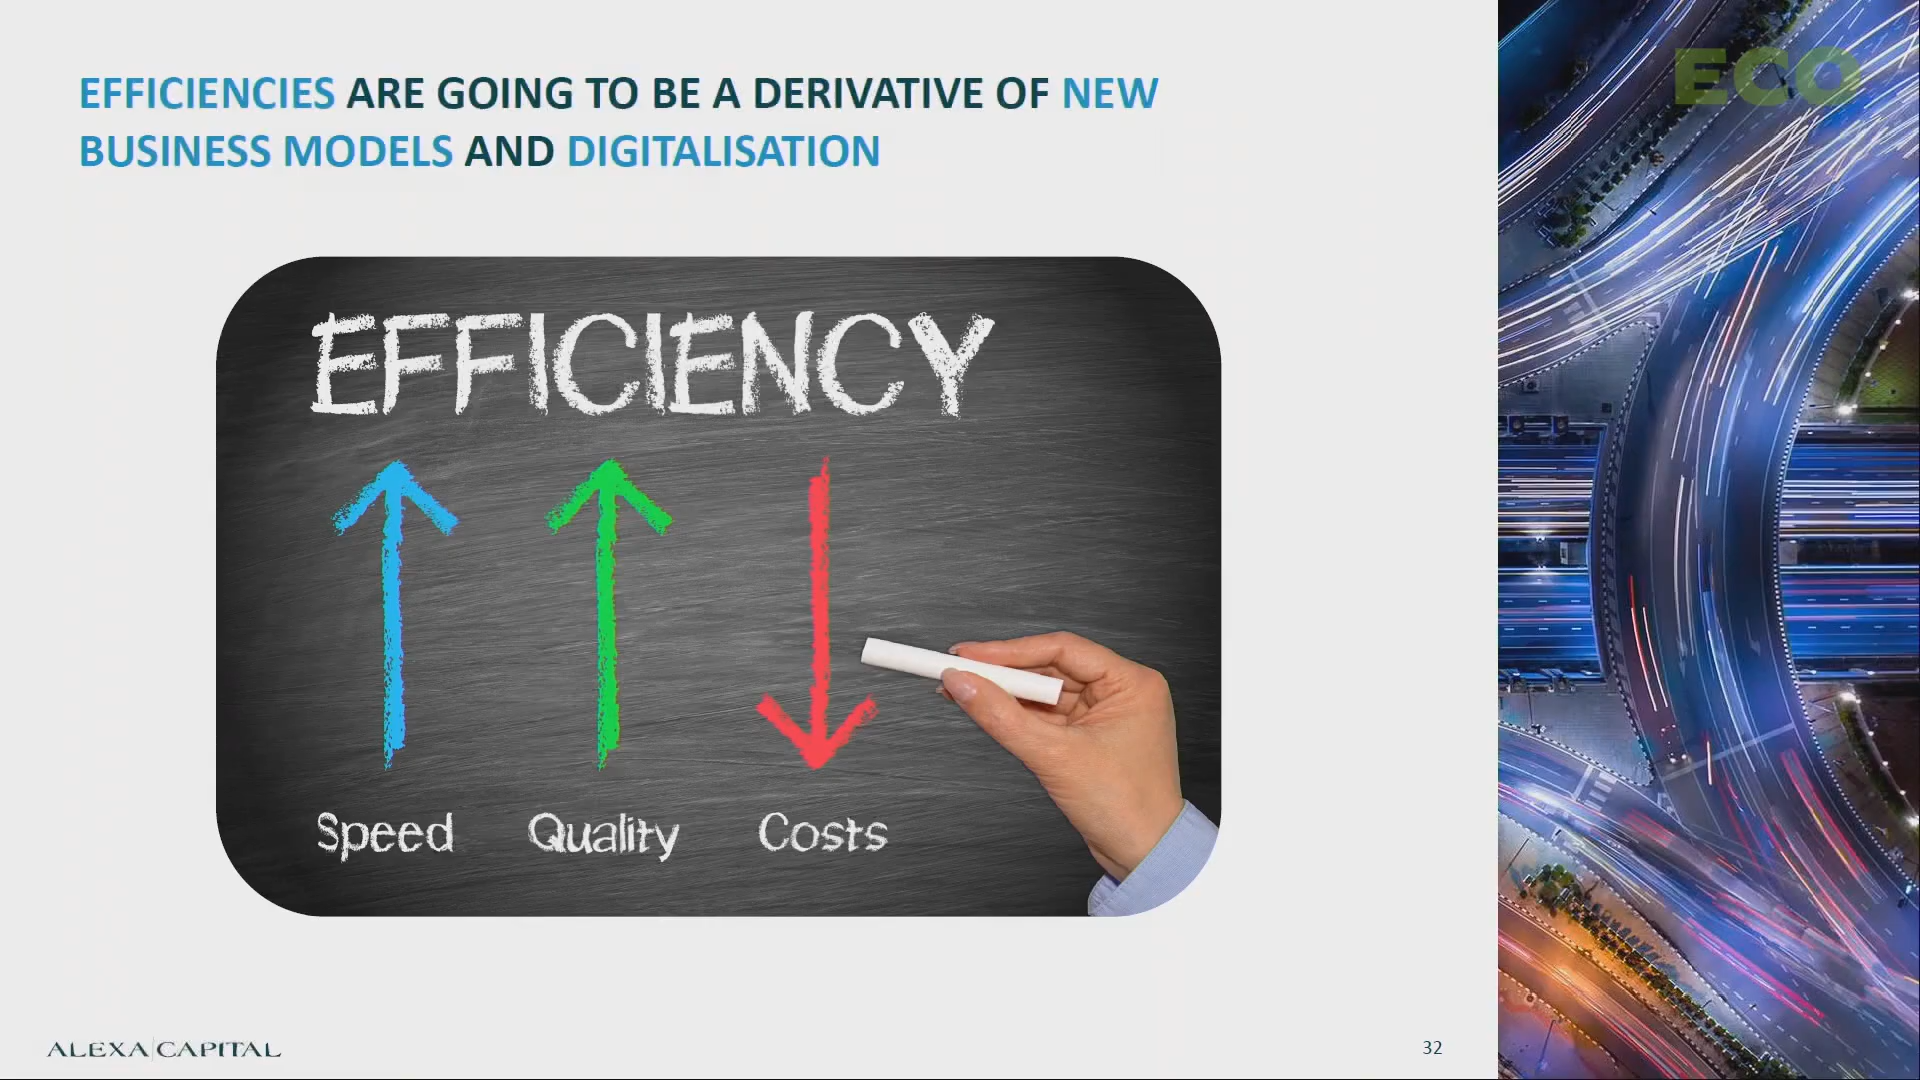 EFFICIENCIES ARE GOING TO BE A DERIVATIVE OF NEW
BUSINESS MODELS AND DIGITALISATION
ECO
EFFICIENCY
Speed Quality Costs
ALEXA CAPITAL
32